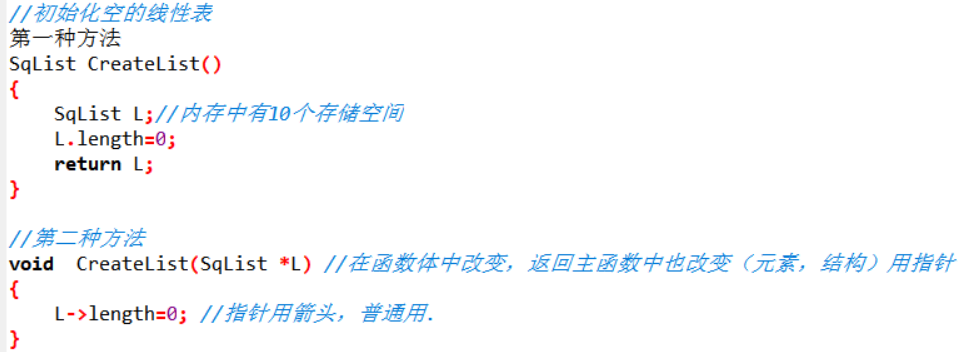 //初始化空的线性表
第一种方法
SqList CreateList()
{
    SqList L;//内存中有10个存储空间
    L.length=0;
    return L;
}
//第二种方法
void  CreateList(SqList *L) //在函数体中改变，返回主函数中也改变（元素，结构）用指针
{
    L->length=0; //指针用箭头，普通用.
}